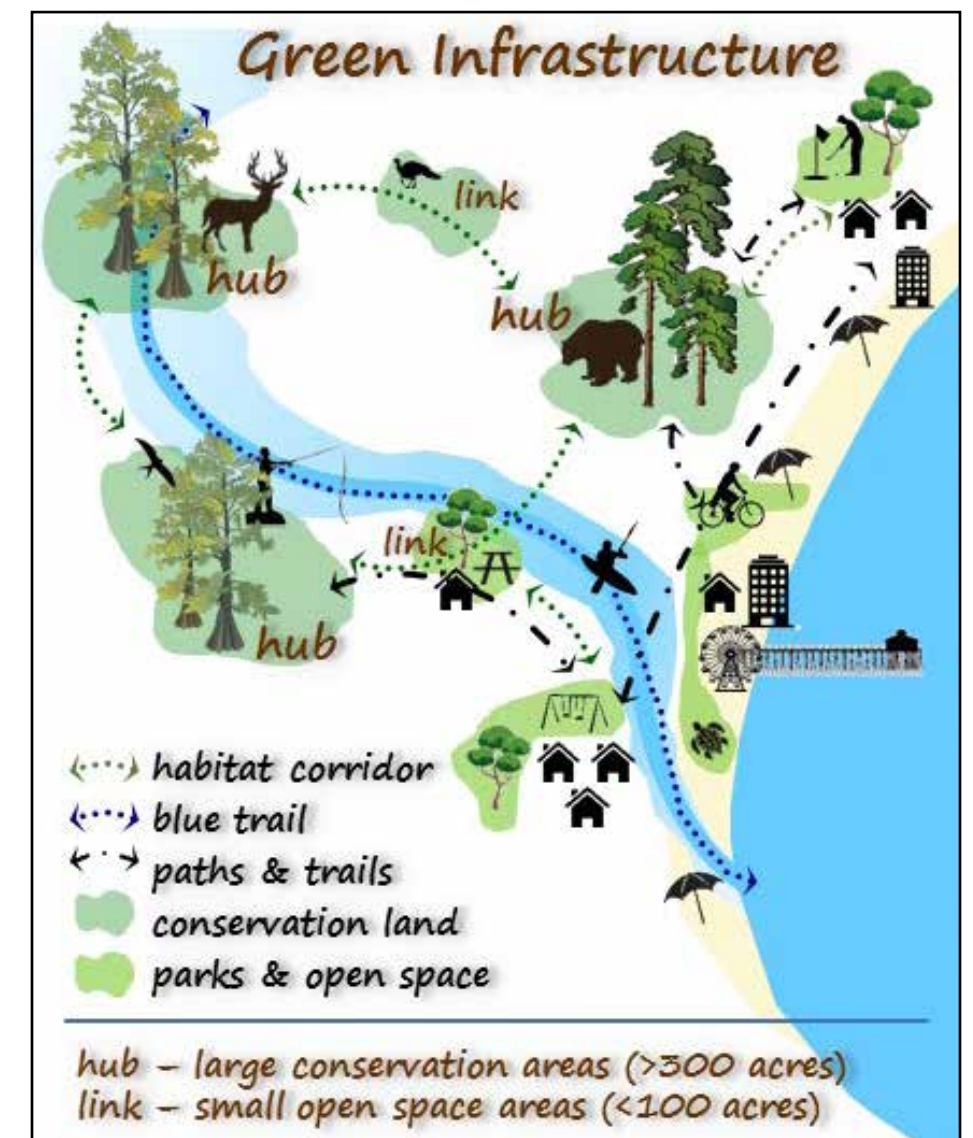 Green Infrastructure
link
hub
hub
link
hub
habitat corridor
blue trail
paths & trails
conservation land
parks & open space
hub – large conservation areas (>300 acres)
link – small open space areas (<100 acres)